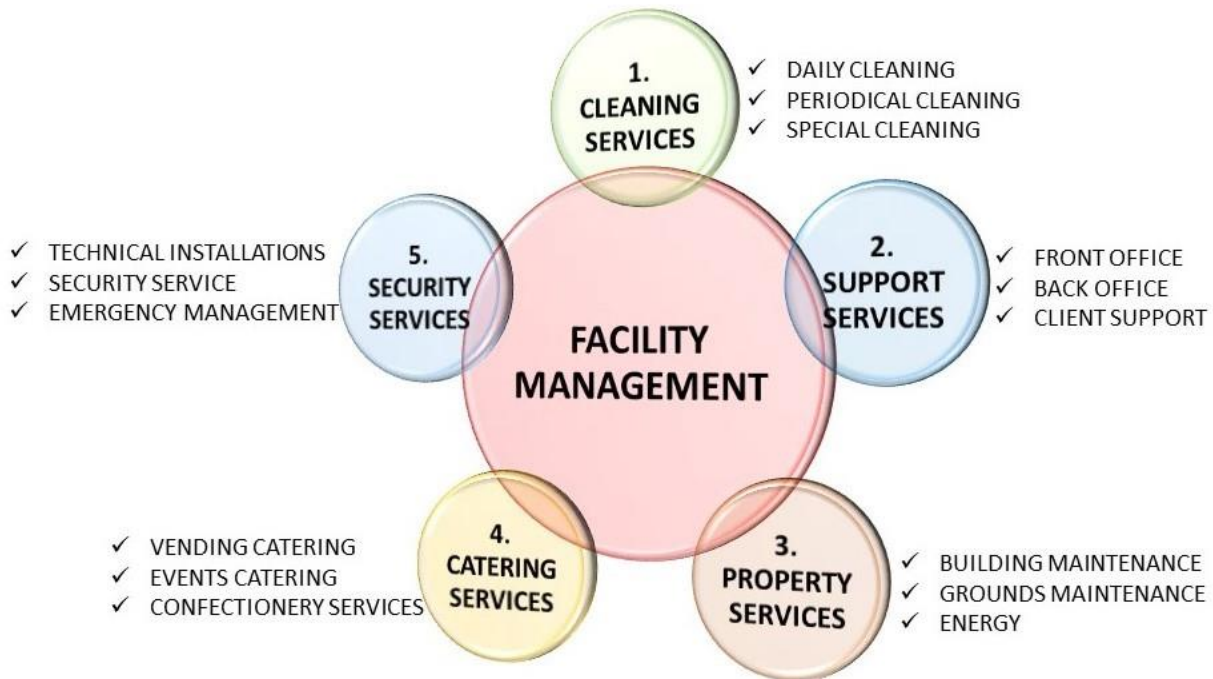 1.
CLEANING
SERVICES
✓ DAILY CLEANING
✓ PERIODICAL CLEANING
✓ SPECIAL CLEANING
2.
SUPPORT
SERVICES
✓ FRONT OFFICE
✓ BACK OFFICE
✓ CLIENT SUPPORT
5.
SECURITY
SERVICES
✓ TECHNICAL INSTALLATIONS
✓ SECURITY SERVICE
✓ EMERGENCY MANAGEMENT
FACILITY
MANAGEMENT
4.
CATERING
SERVICES
✓ VENDING CATERING
✓ EVENTS CATERING
✓ CONFECTIONERY SERVICES
3.
PROPERTY
SERVICES
✓ BUILDING MAINTENANCE
✓ GROUNDS MAINTENANCE
✓ ENERGY